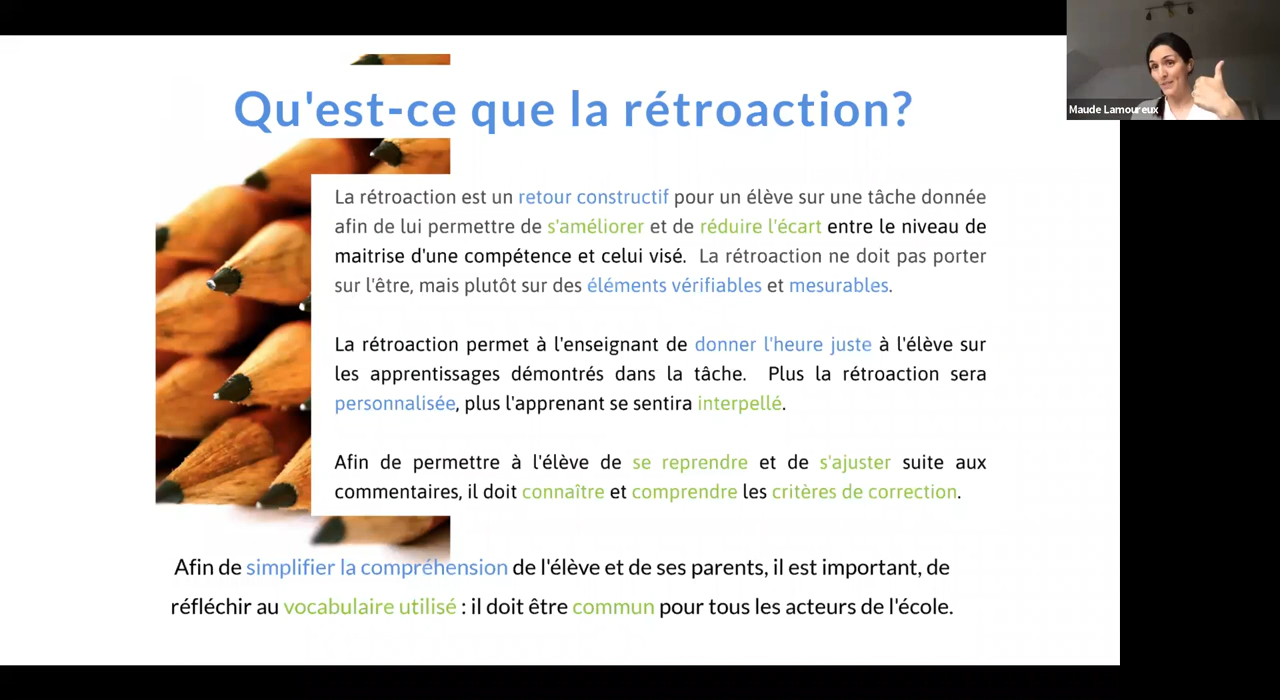 Qu'est-ce que la rétroaction?
Maude Lamoureux
La rétroaction est un retour constructif pour un élève sur une tâche donnée
afin de lui permettre de s'améliorer et de réduire l'écart entre le niveau de
maitrise d'une compétence et celui visé. La rétroaction ne doit pas porter
sur l'être, mais plutôt sur des éléments vérifiables et mesurables.
La rétroaction permet à l'enseignant de donner l'heure juste à l'élève sur
les apprentissages démontrés dans la tâche. Plus la rétroaction sera
personnalisée, plus l'apprenant se sentira interpellé.
Afin de permettre à l'élève de se reprendre et de s'ajuster suite aux
commentaires, il doit connaître et comprendre les critères de correction.
Afin de simplifier la compréhension de l'élève et de ses parents, il est important, de
réfléchir au vocabulaire utilisé : il doit être commun pour tous les acteurs de l'école.